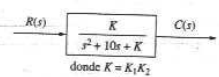 R(s)
K
C(s)
s² + 10s + K
donde K = K₁K₂